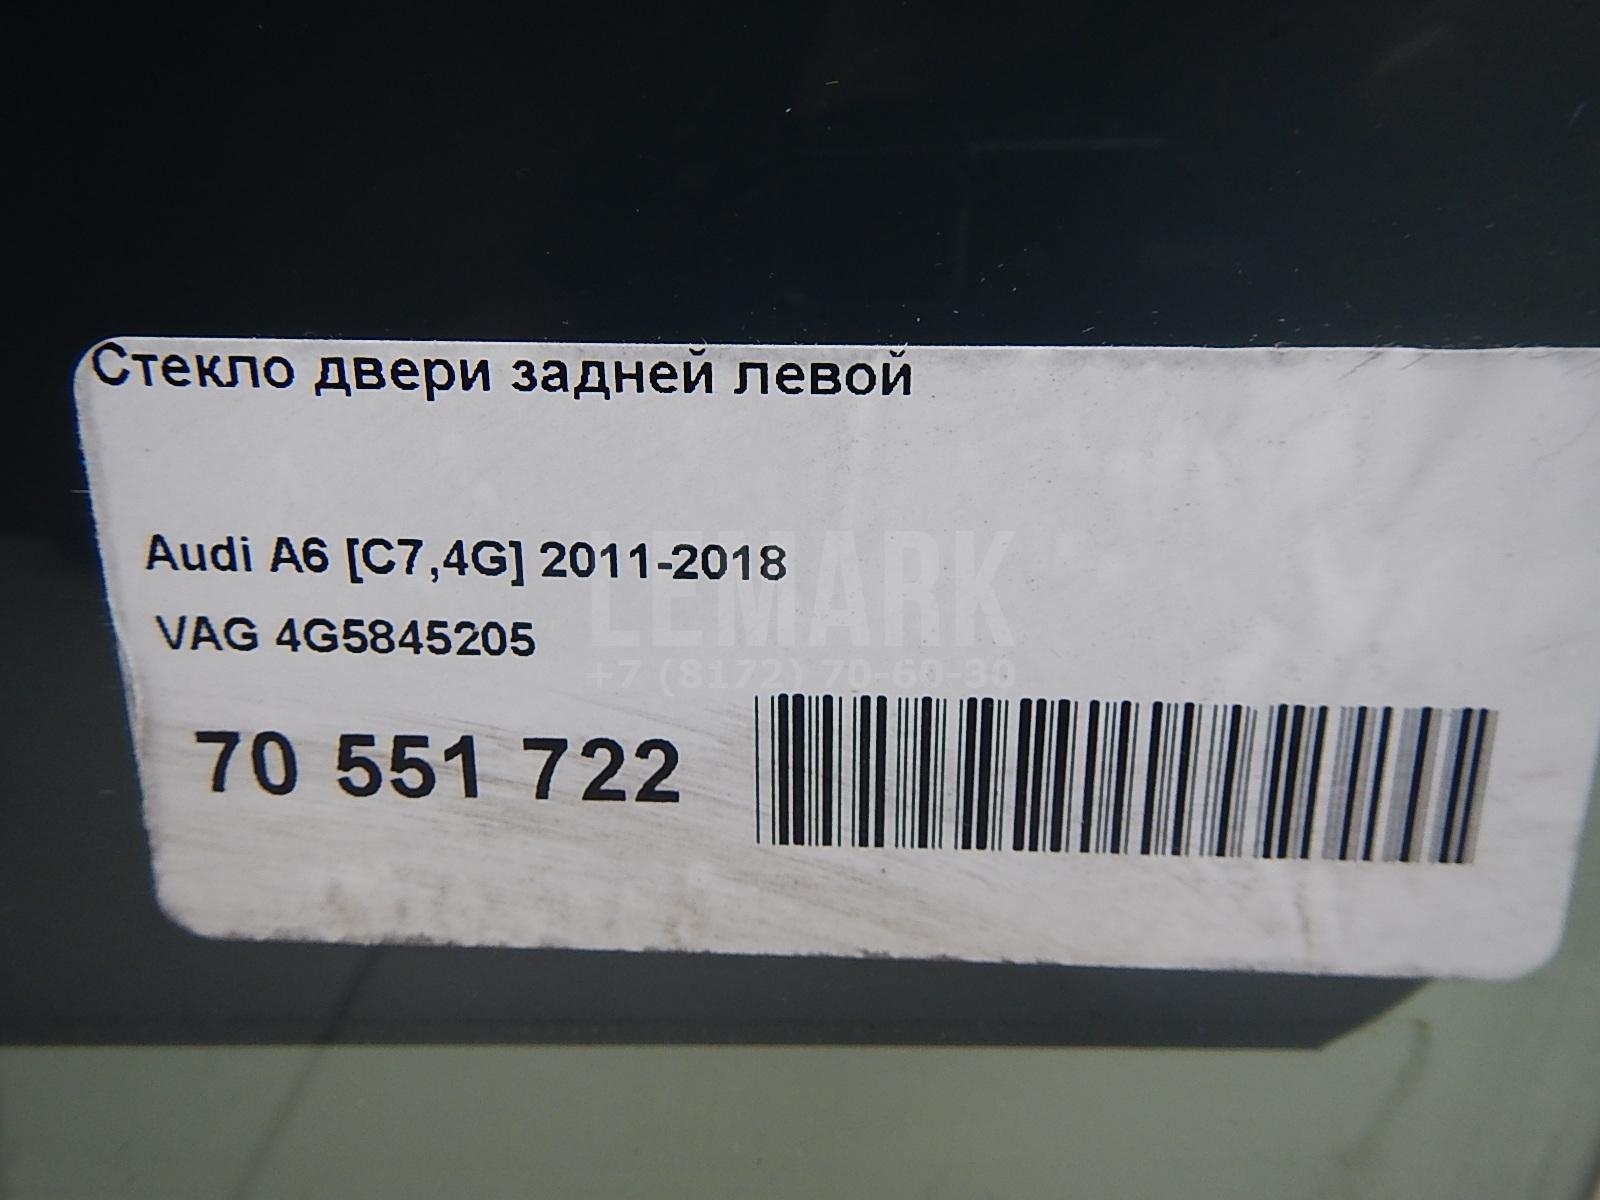 Стекло двери задней левой
Audi A6 [C7,4G] 2011-2018
VAG 4G5845205
LEMARK
+7 (8172) 70-60-30
70 551 722